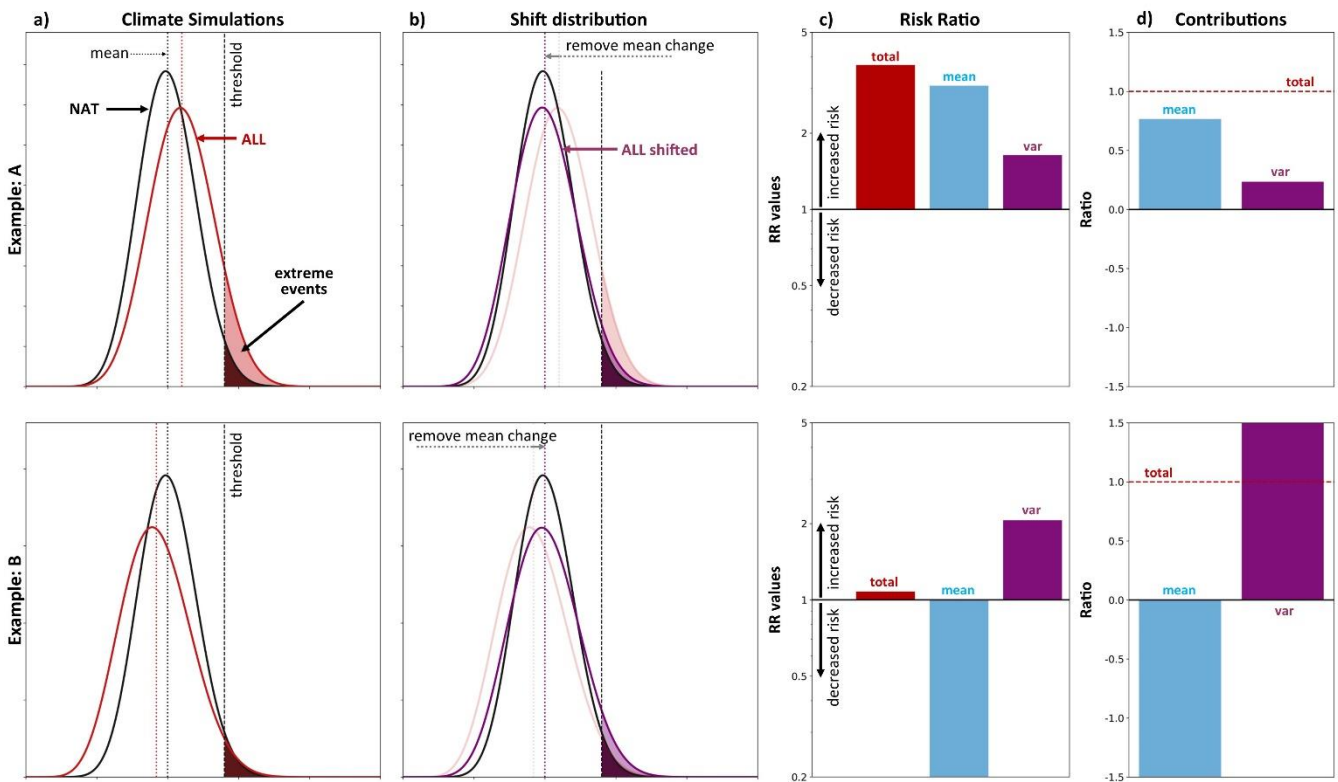 a) Climate Simulations
mean
threshold
NAT
ALL
extreme
events
Example: A
b) Shift distribution
remove mean change
ALL shifted
c) Risk Ratio
5
2
1
0.5
0.2
RR values
increased risk
decreased risk
total
mean
var
d) Contributions
1.5
1.0
0.5
0.0
-0.5
-1.0
-1.5
Ratio
total
mean
var
Example: B
threshold
remove mean change
5
2
1
0.5
0.2
RR values
increased risk
decreased risk
total
mean
var
1.5
1.0
0.5
0.0
-0.5
-1.0
-1.5
Ratio
total
mean
var